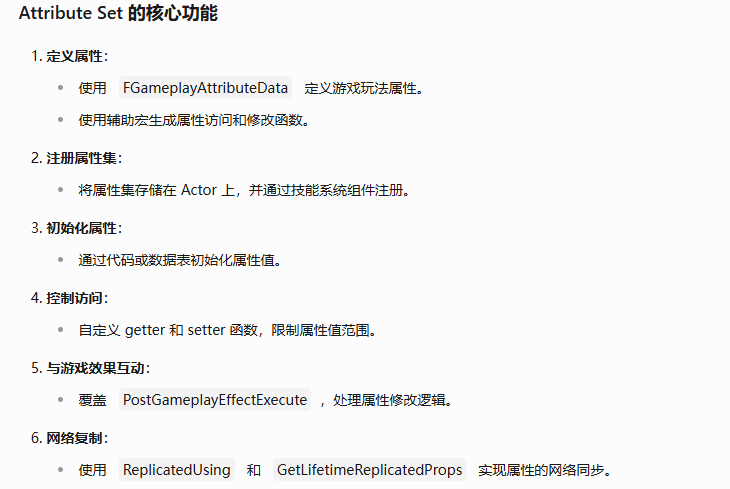 Attribute Set 的核心功能
1. 定义属性：
使用 FGameplayAttributeData 定义游戏玩法属性。
使用辅助宏生成属性访问和修改函数。
2. 注册属性集：
将属性集存储在 Actor 上，并通过技能系统组件注册。
3. 初始化属性：
通过代码或数据表初始化属性值。
4. 控制访问：
自定义 getter 和 setter 函数，限制属性值范围。
5. 与游戏效果互动：
覆盖 PostGameplayEffectExecute ，处理属性修改逻辑。
6. 网络复制：
使用 ReplicatedUsing 和 GetLifetimeReplicatedProps 实现属性的网络同步。